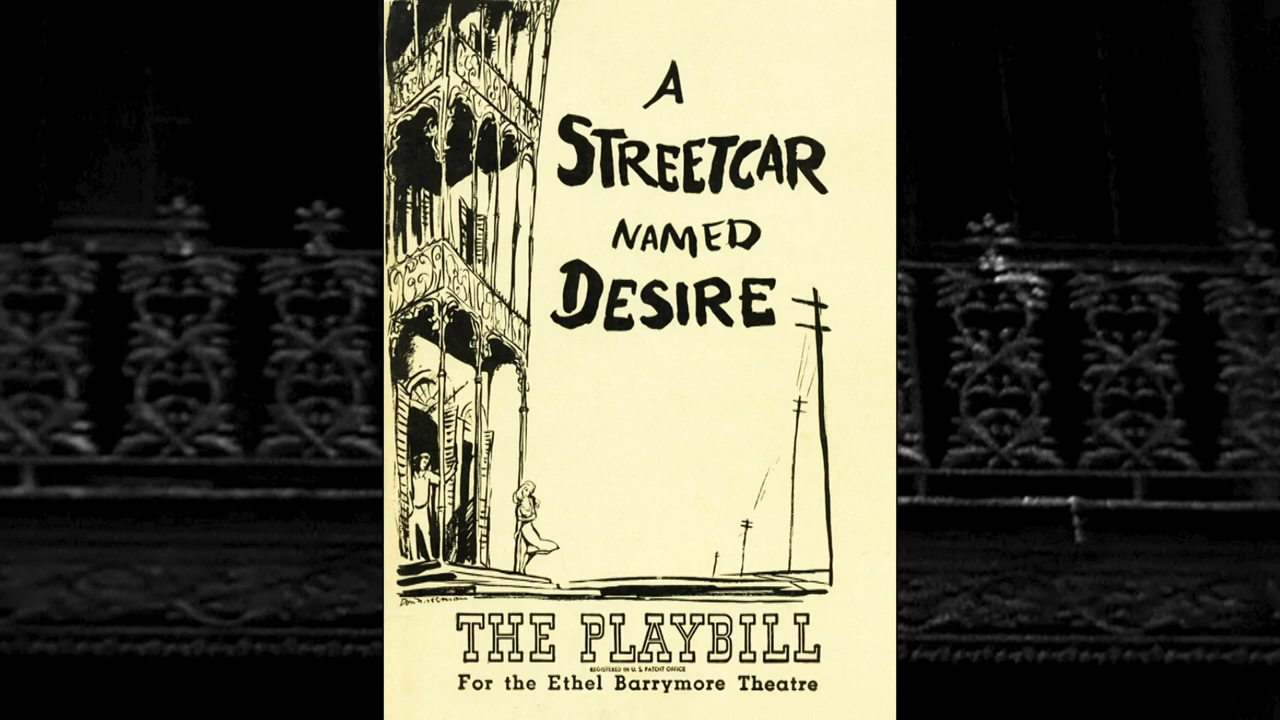 A
STREETCAR
NAMED
DESIRE
THE PLAYBILL
REGISTERED IN U. S. PATENT OFFICE
For the Ethel Barrymore Theatre